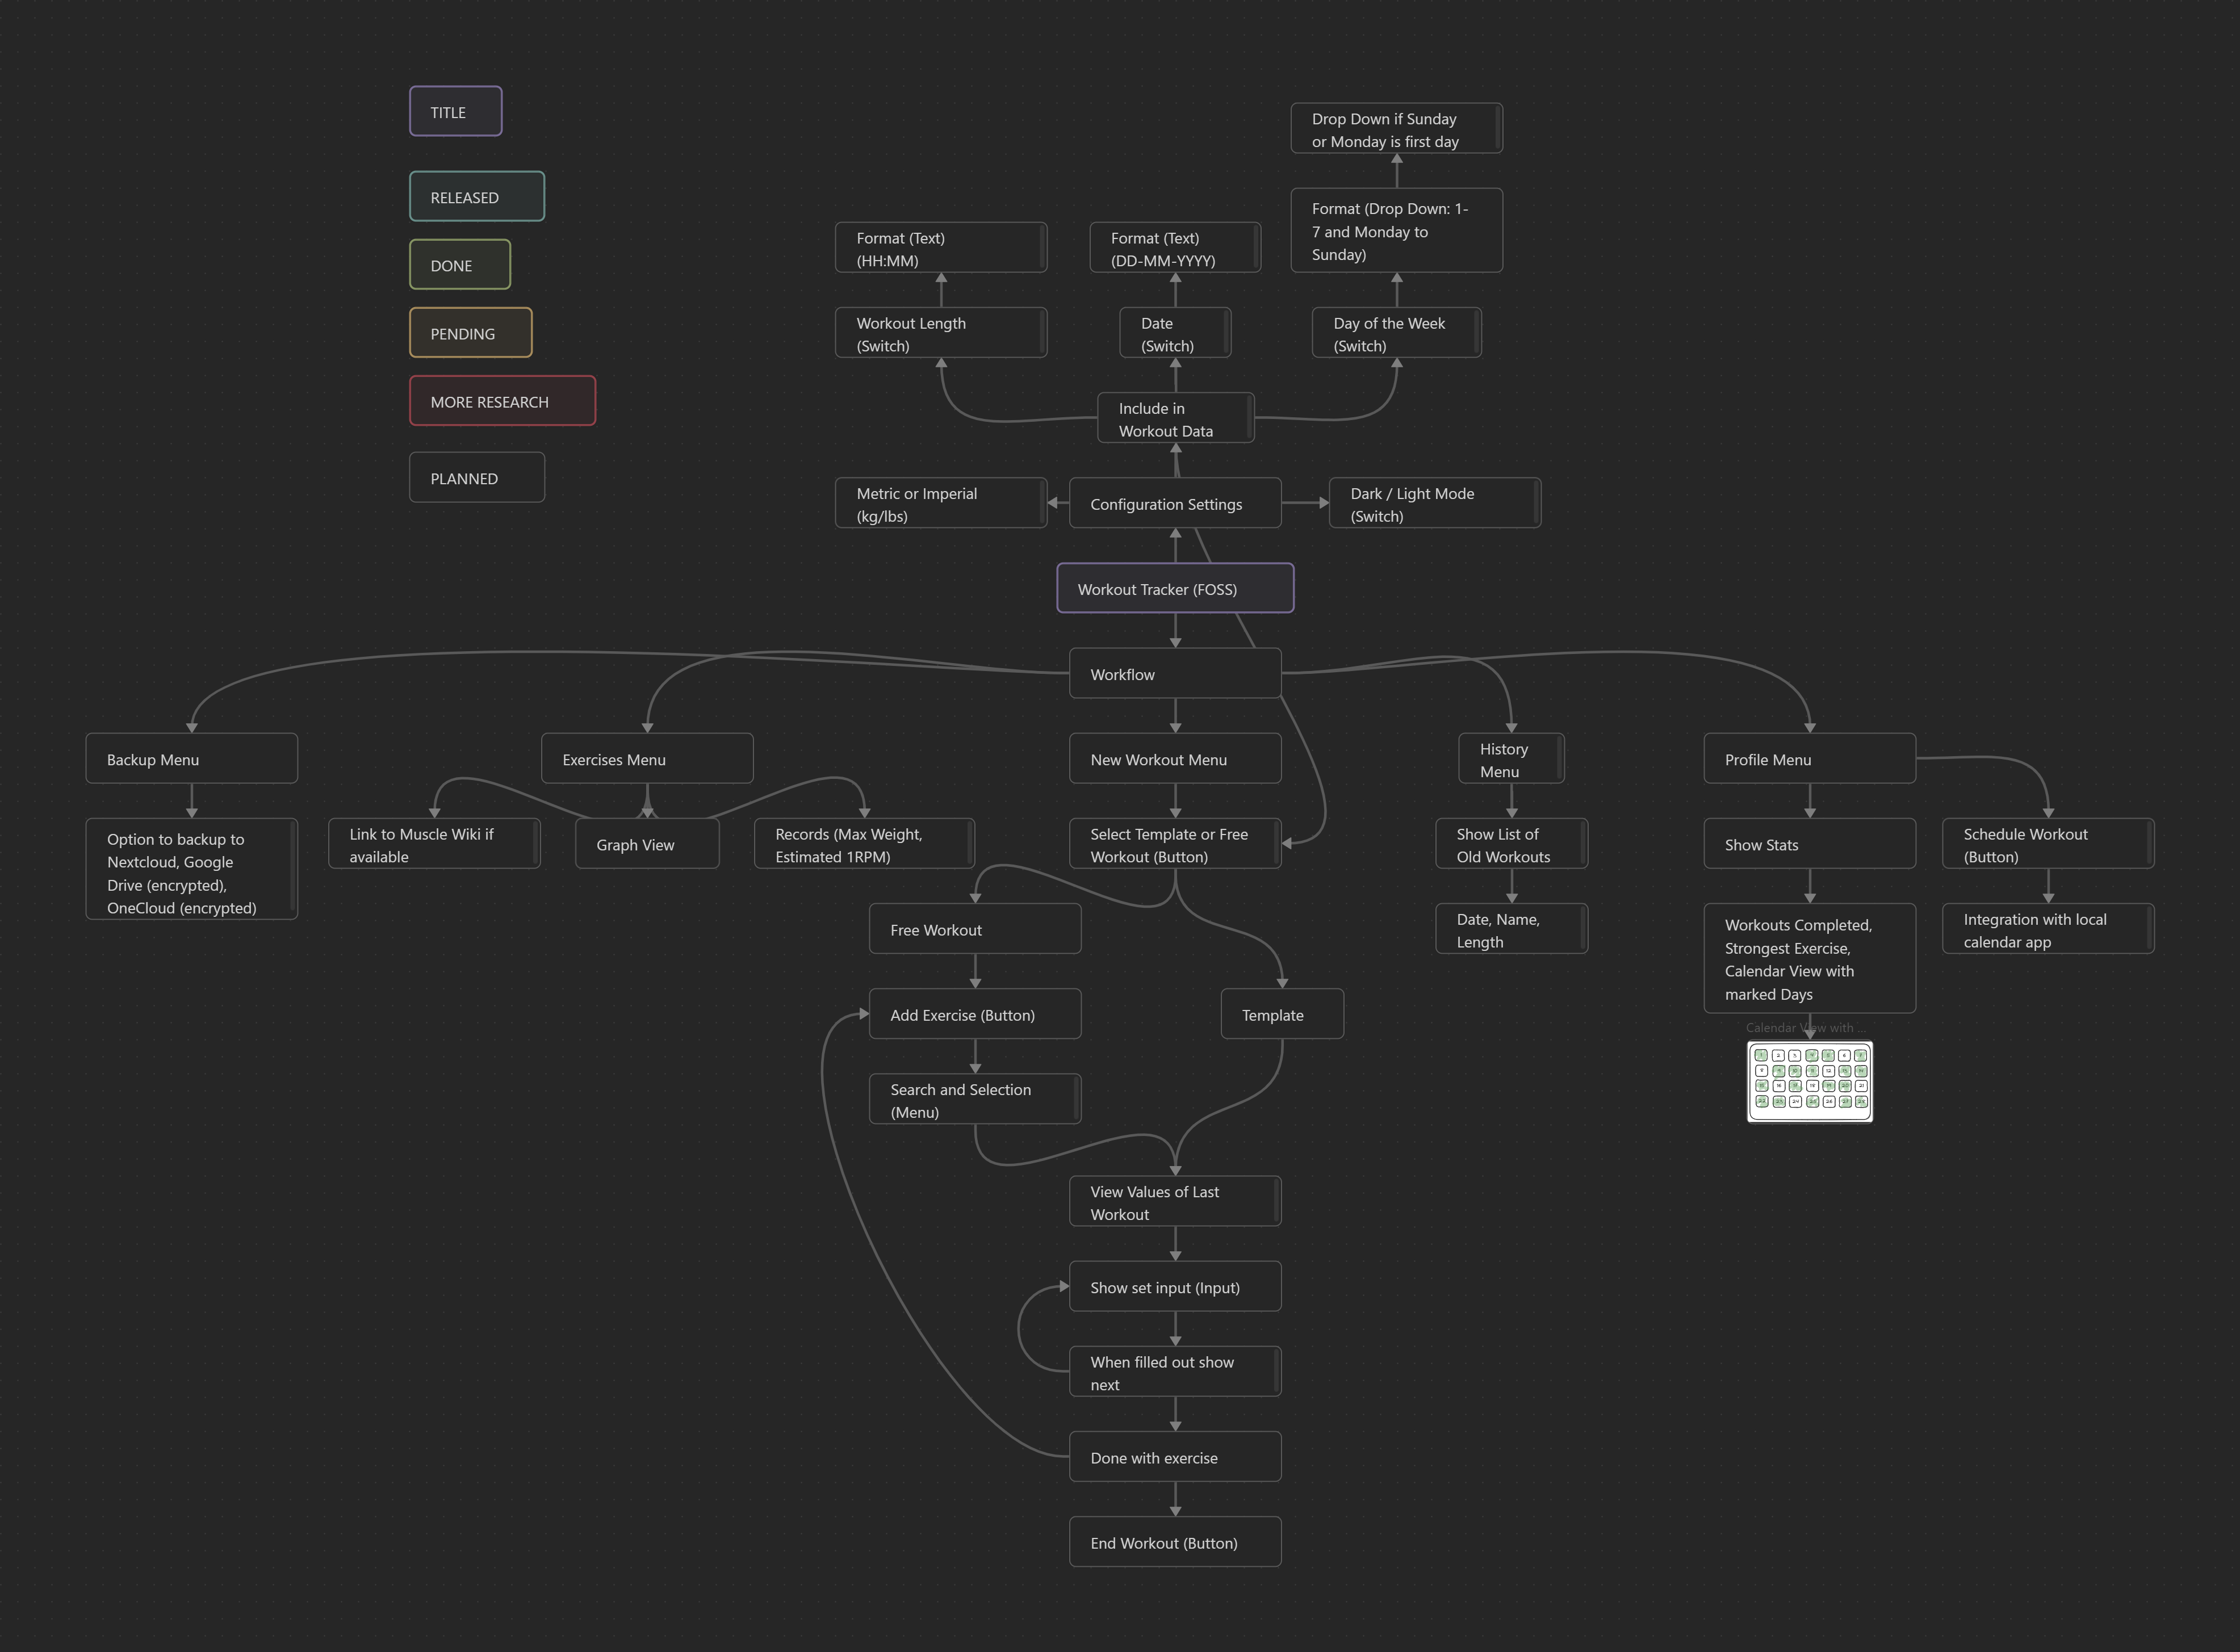 TITLE
RELEASED
DONE
PENDING
MORE RESEARCH
PLANNED
Drop Down if Sunday
or Monday is first day
Format (Text)
(HH:MM)
Format (Text)
(DD-MM-YYYY)
Format (Drop Down: 1-
7 and Monday to
Sunday)
Workout Length
(Switch)
Date
(Switch)
Day of the Week
(Switch)
Include in
Workout Data
Metric or Imperial
(kg/lbs)
Configuration Settings
Dark / Light Mode
(Switch)
Workout Tracker (FOSS)
Workflow
Backup Menu
Exercises Menu
New Workout Menu
History
Menu
Profile Menu
Option to backup to
Nextcloud, Google
Drive (encrypted),
OneCloud (encrypted)
Link to Muscle Wiki if
available
Graph View
Records (Max Weight,
Estimated 1RPM)
Select Template or Free
Workout (Button)
Show List of
Old Workouts
Show Stats
Schedule Workout
(Button)
Free Workout
Date, Name,
Length
Workouts Completed,
Strongest Exercise,
Calendar View with
marked Days
Integration with local
calendar app
Add Exercise (Button)
Template
Calendar View with ...
Search and Selection
(Menu)
View Values of Last
Workout
Show set input (Input)
When filled out show
next
Done with exercise
End Workout (Button)